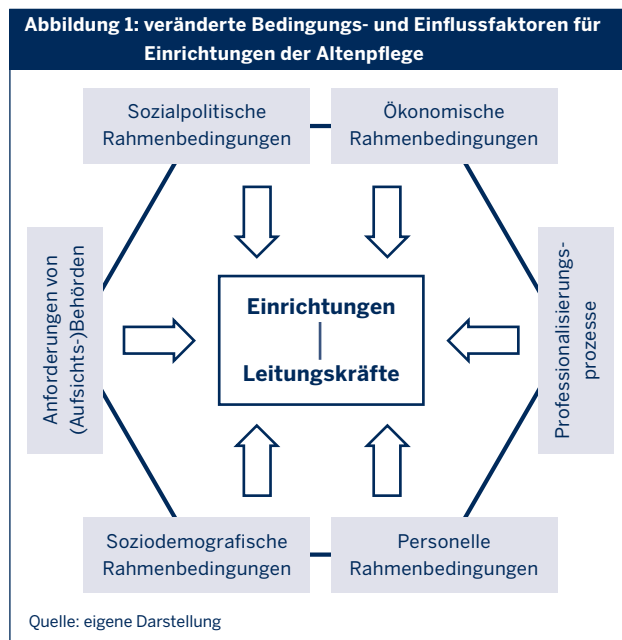 Abbildung 1: veränderte Bedingungs- und Einflussfaktoren für
Einrichtungen der Altenpflege
Sozialpolitische
Rahmenbedingungen
Ökonomische
Rahmenbedingungen
Anforderungen von
(Aufsichts-)Behörden
Einrichtungen
Leitungskräfte
Professionalisierungs-
prozesse
Soziodemografische
Rahmenbedingungen
Personelle
Rahmenbedingungen
Quelle: eigene Darstellung